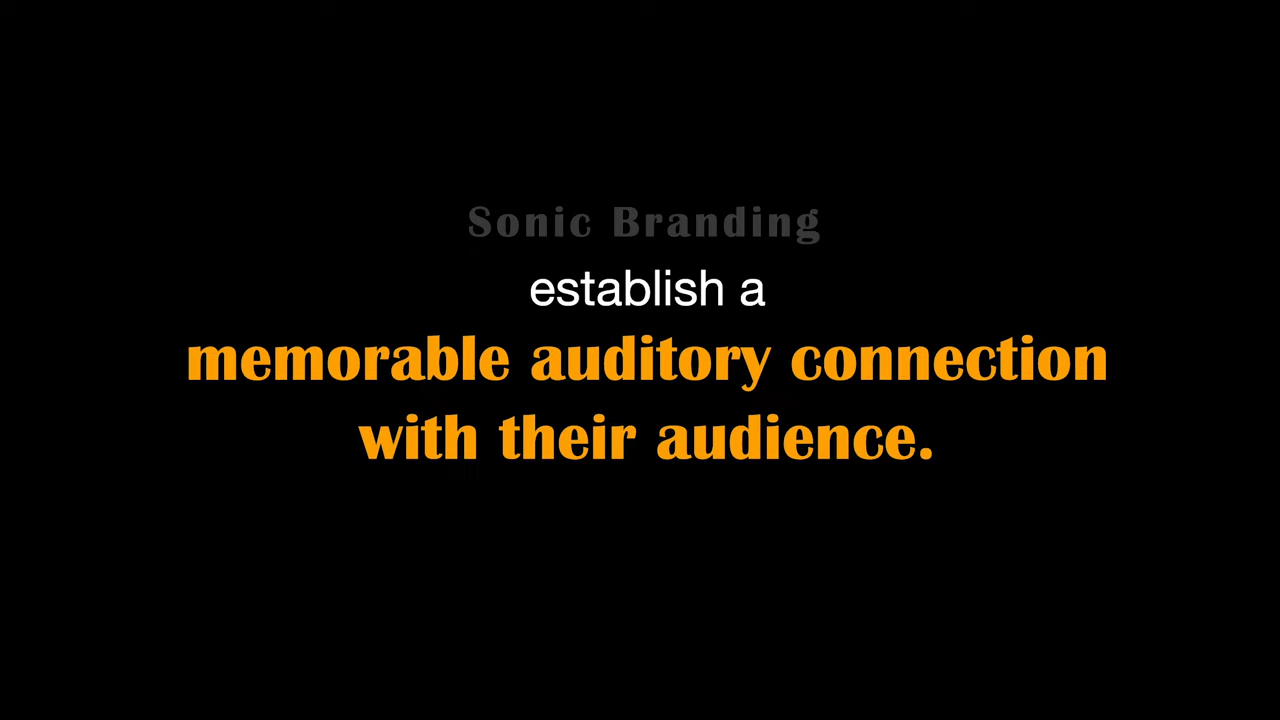 Sonic Branding
establish a
memorable auditory connection
with their audience.